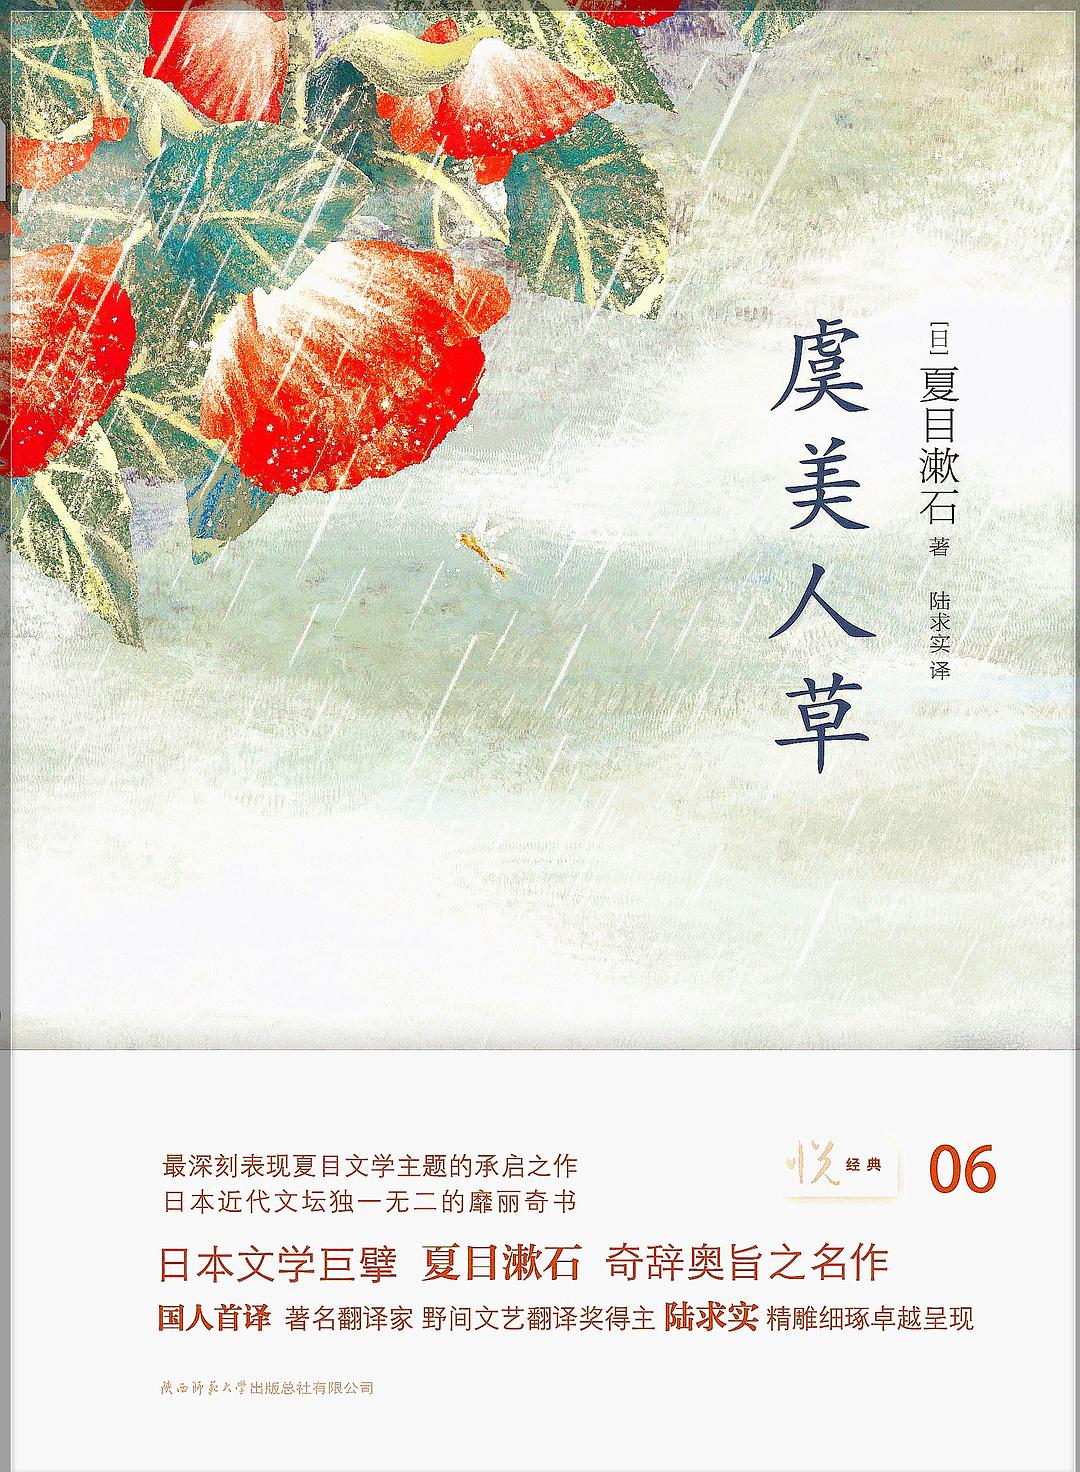 [日]夏目漱石 著 陆求实 译
虞美人草
最深刻表现夏目文学主题的承启之作
日本近代文坛独一无二的靡丽奇书
悦 经典 06
日本文学巨擘 夏目漱石 奇辞奥旨之名作
国人首译 著名翻译家 野间文艺翻译奖得主 陆求实 精雕细琢卓越呈现
陕西师范大学出版总社有限公司